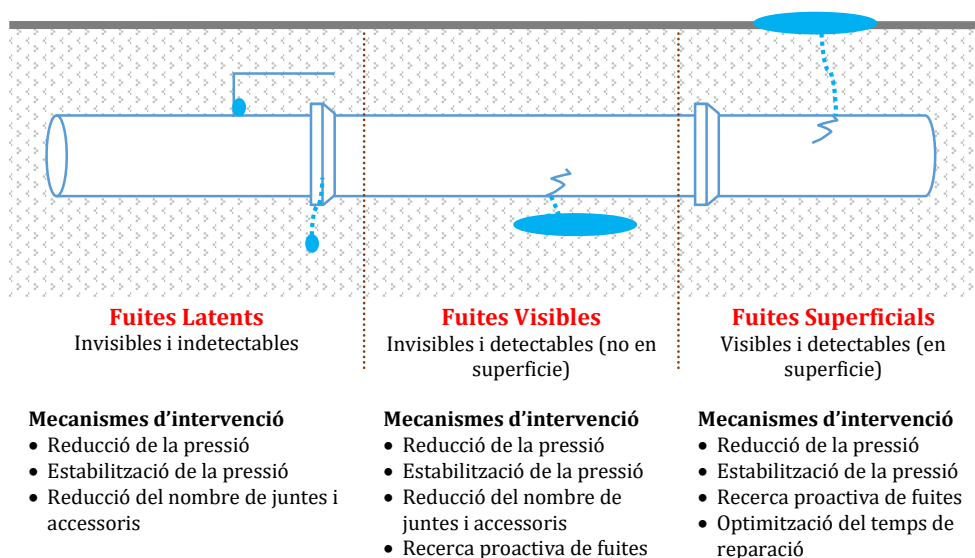 Fuites Latents
Invisibles i indetectables
Mecanismes d’intervenció
• Reducció de la pressió
• Estabilització de la pressió
• Reducció del nombre de juntes i
accessoris
Fuites Visibles
Invisibles i detectables (no en
superficie)
Mecanismes d’intervenció
• Reducció de la pressió
• Estabilització de la pressió
• Reducció del nombre de
juntes i accessoris
• Recerca proactiva de fuites
Fuites Superficials
Visibles i detectables (en
superficie)
Mecanismes d’intervenció
• Reducció de la pressió
• Estabilització de la pressió
• Recerca proactiva de fuites
• Optimització del temps de
reparació